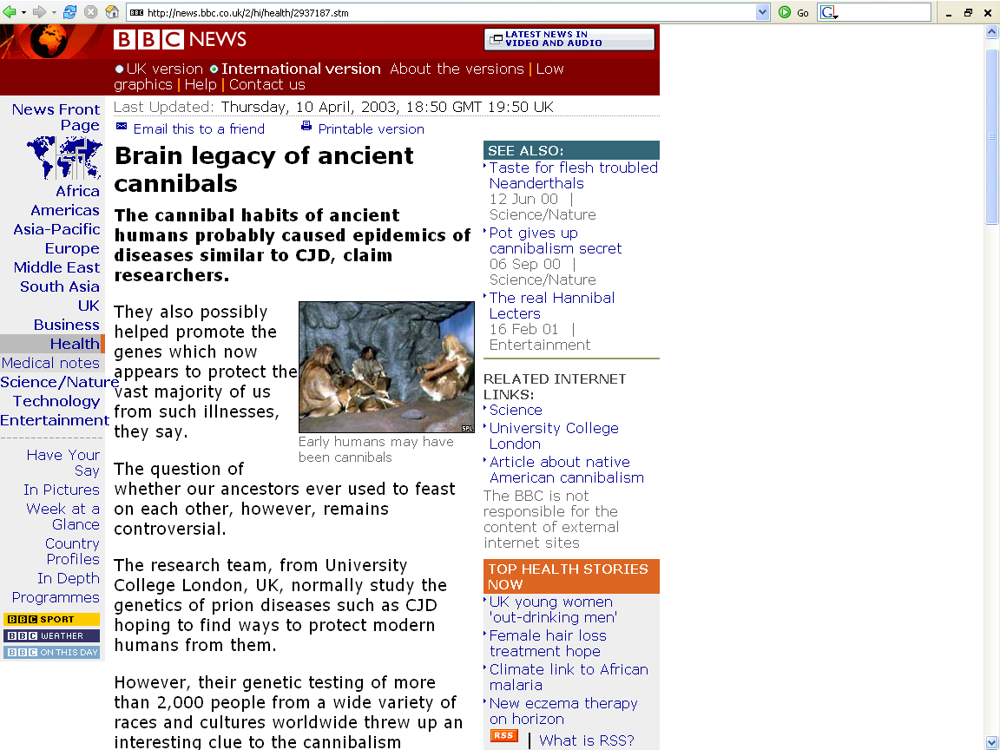 http://news.bbc.co.uk/2/hi/health/2937187.stm
Go
G
BBC NEWS
LATEST NEWS IN
VIDEO AND AUDIO
UK version International version About the versions | Low
graphics | Help | Contact us
News Front
Page
Africa
Americas
Asia-Pacific
Europe
Middle East
South Asia
UK
Business
Health
Medical notes
Science/Nature
Technology
Entertainment
Have Your
Say
In Pictures
Week at a
Glance
Country
Profiles
In Depth
Programmes
BBC SPORT
BBC WEATHER
BBC ON THIS DAY
Last Updated: Thursday, 10 April, 2003, 18:50 GMT 19:50 UK
Email this to a friend Printable version
Brain legacy of ancient
cannibals
The cannibal habits of ancient
humans probably caused epidemics of
diseases similar to CJD, claim
researchers.
They also possibly
helped promote the
genes which now
appears to protect the
vast majority of us
from such illnesses,
they say.
SPL
Early humans may have
been cannibals
The question of
whether our ancestors ever used to feast
on each other, however, remains
controversial.
The research team, from University
College London, UK, normally study the
genetics of prion diseases such as CJD
hoping to find ways to protect modern
humans from them.
However, their genetic testing of more
than 2,000 people from a wide variety of
races and cultures worldwide threw up an
interesting clue to the cannibalism
SEE ALSO:
Taste for flesh troubled
Neanderthals
12 Jun 00 |
Science/Nature
Pot gives up
cannibalism secret
06 Sep 00 |
Science/Nature
The real Hannibal
Lecters
16 Feb 01 |
Entertainment
RELATED INTERNET
LINKS:
Science
University College
London
Article about native
American cannibalism
The BBC is not
responsible for the
content of external
internet sites
TOP HEALTH STORIES
NOW
UK young women
'out-drinking men'
Female hair loss
treatment hope
Climate link to African
malaria
New eczema therapy
on horizon
RSS | What is RSS?